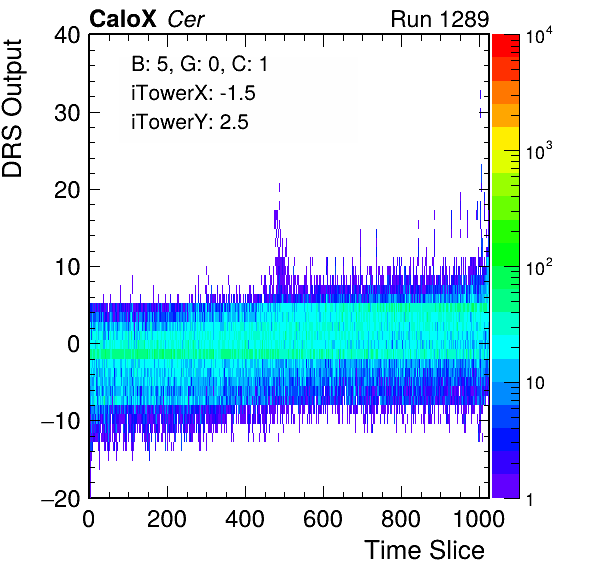 CaloX Cer Run 1289
B: 5, G: 0, C: 1
iTowerX: -1.5
iTowerY: 2.5
DRS Output
40
30
20
10
0
−10
−20
0 200 400 600 800 1000
Time Slice
10^4
10^3
10^2
10
1